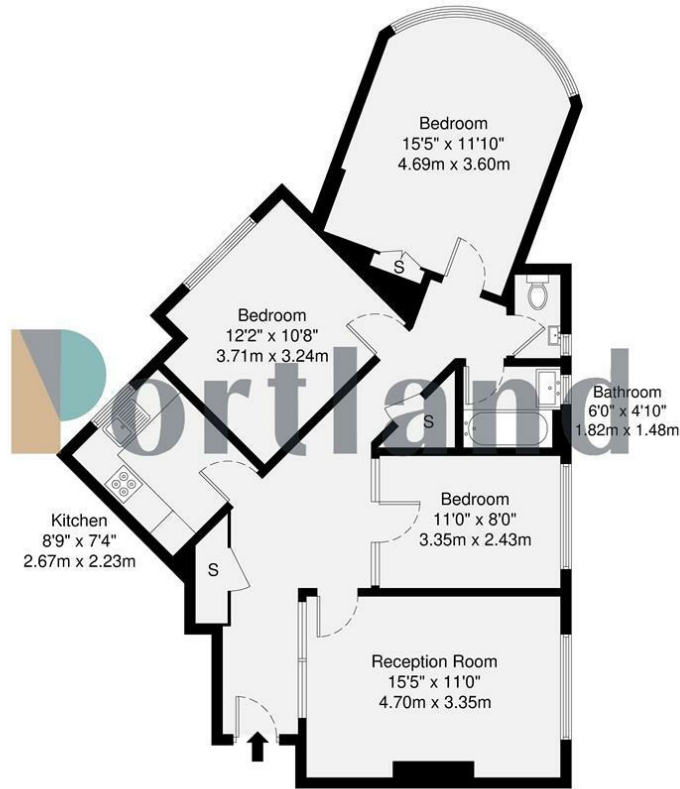 Bedroom
15'5" x 11'10"
4.69m x 3.60m
S
Bedroom
12'2" x 10'8"
3.71m x 3.24m
Portland
Bathroom
6'0" x 4'10"
1.82m x 1.48m
S
Kitchen
8'9" x 7'4"
2.67m x 2.23m
Bedroom
11'0" x 8'0"
3.35m x 2.43m
S
Reception Room
15'5" x 11'0"
4.70m x 3.35m